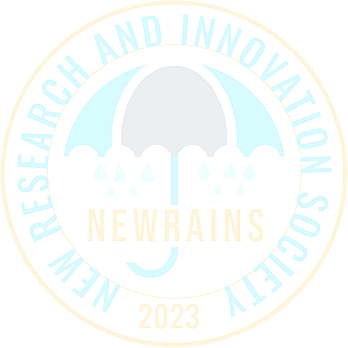 NEW RESEARCH AND INNOVATION SOCIETY
NEWRAINS
2023